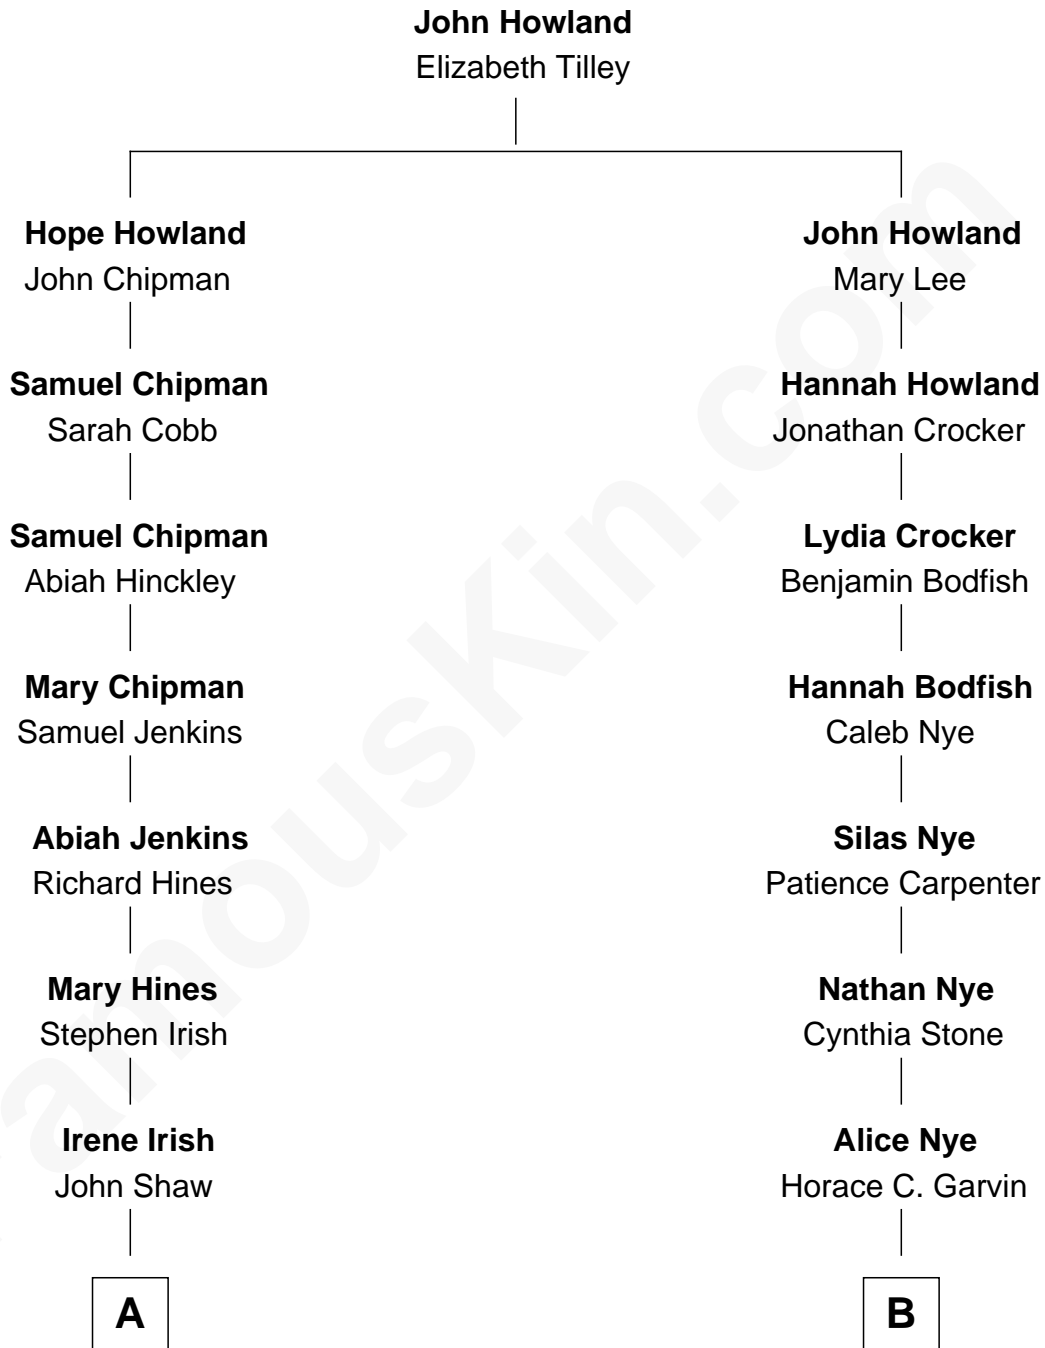 John Howland
Elizabeth Tilley
Hope Howland
John Chipman
John Howland
Mary Lee
Samuel Chipman
Sarah Cobb
Hannah Howland
Jonathan Crocker
Samuel Chipman
Abiah Hinckley
Lydia Crocker
Benjamin Bodfish
Mary Chipman
Samuel Jenkins
Hannah Bodfish
Caleb Nye
Abiah Jenkins
Richard Hines
Silas Nye
Patience Carpenter
Mary Hines
Stephen Irish
Nathan Nye
Cynthia Stone
Irene Irish
John Shaw
Alice Nye
Horace C. Garvin
A
B
amouskin.com